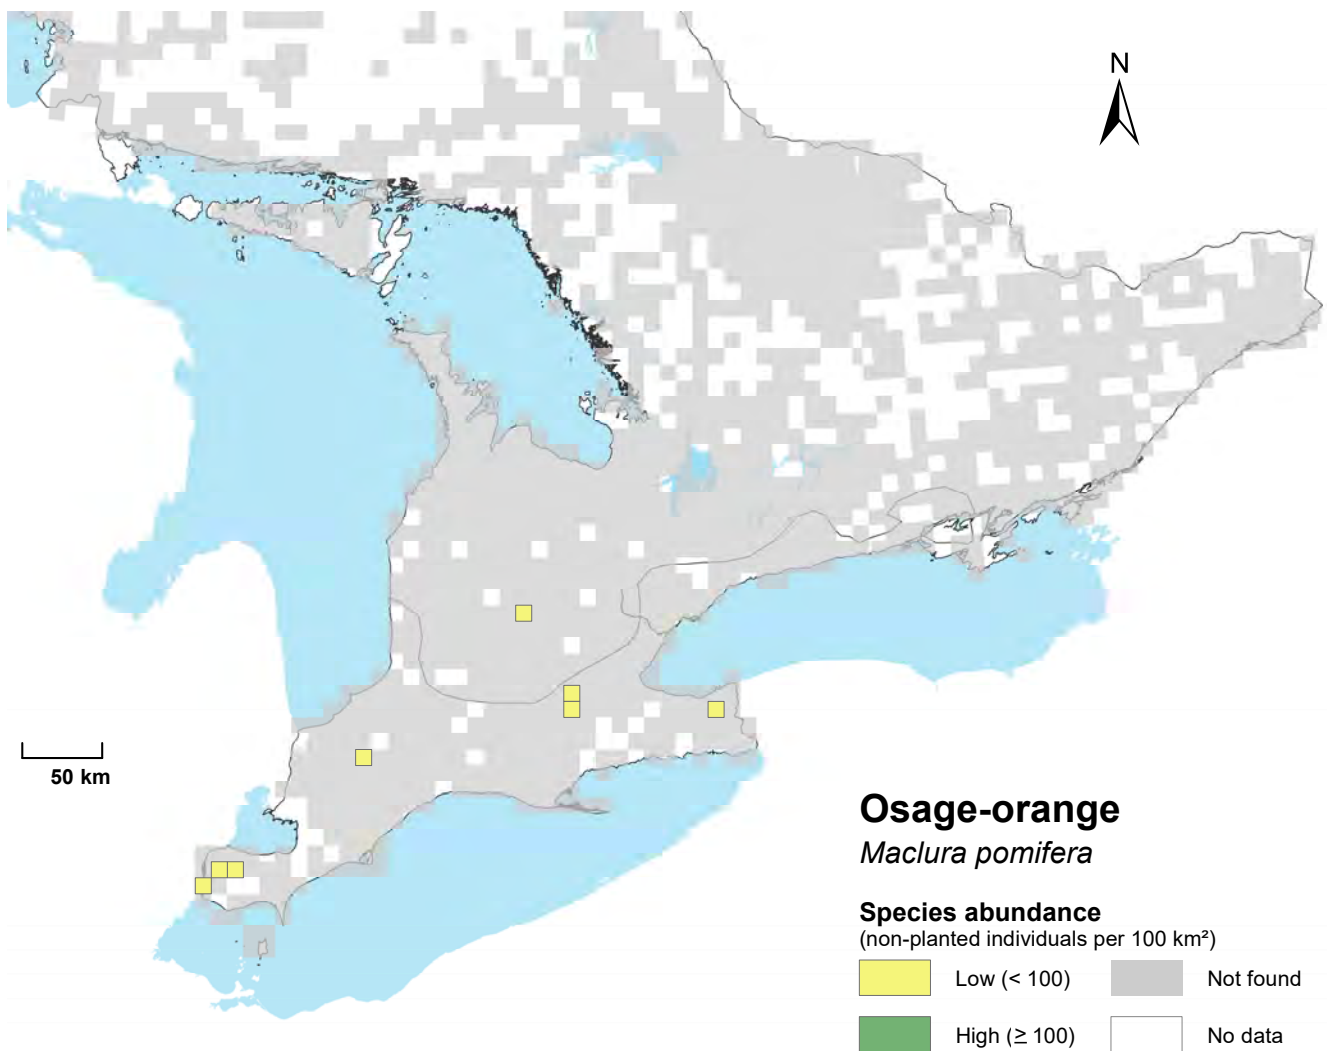 N
50 km
Osage-orange
Maclura pomifera
Species abundance
(non-planted individuals per 100 km²)
Low (< 100)
Not found
High (≥ 100)
No data